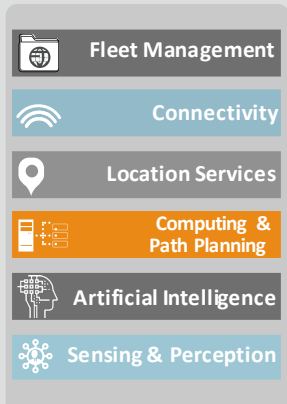 Fleet Management
Connectivity
Location Services
Computing &
Path Planning
Artificial Intelligence
Sensing & Perception